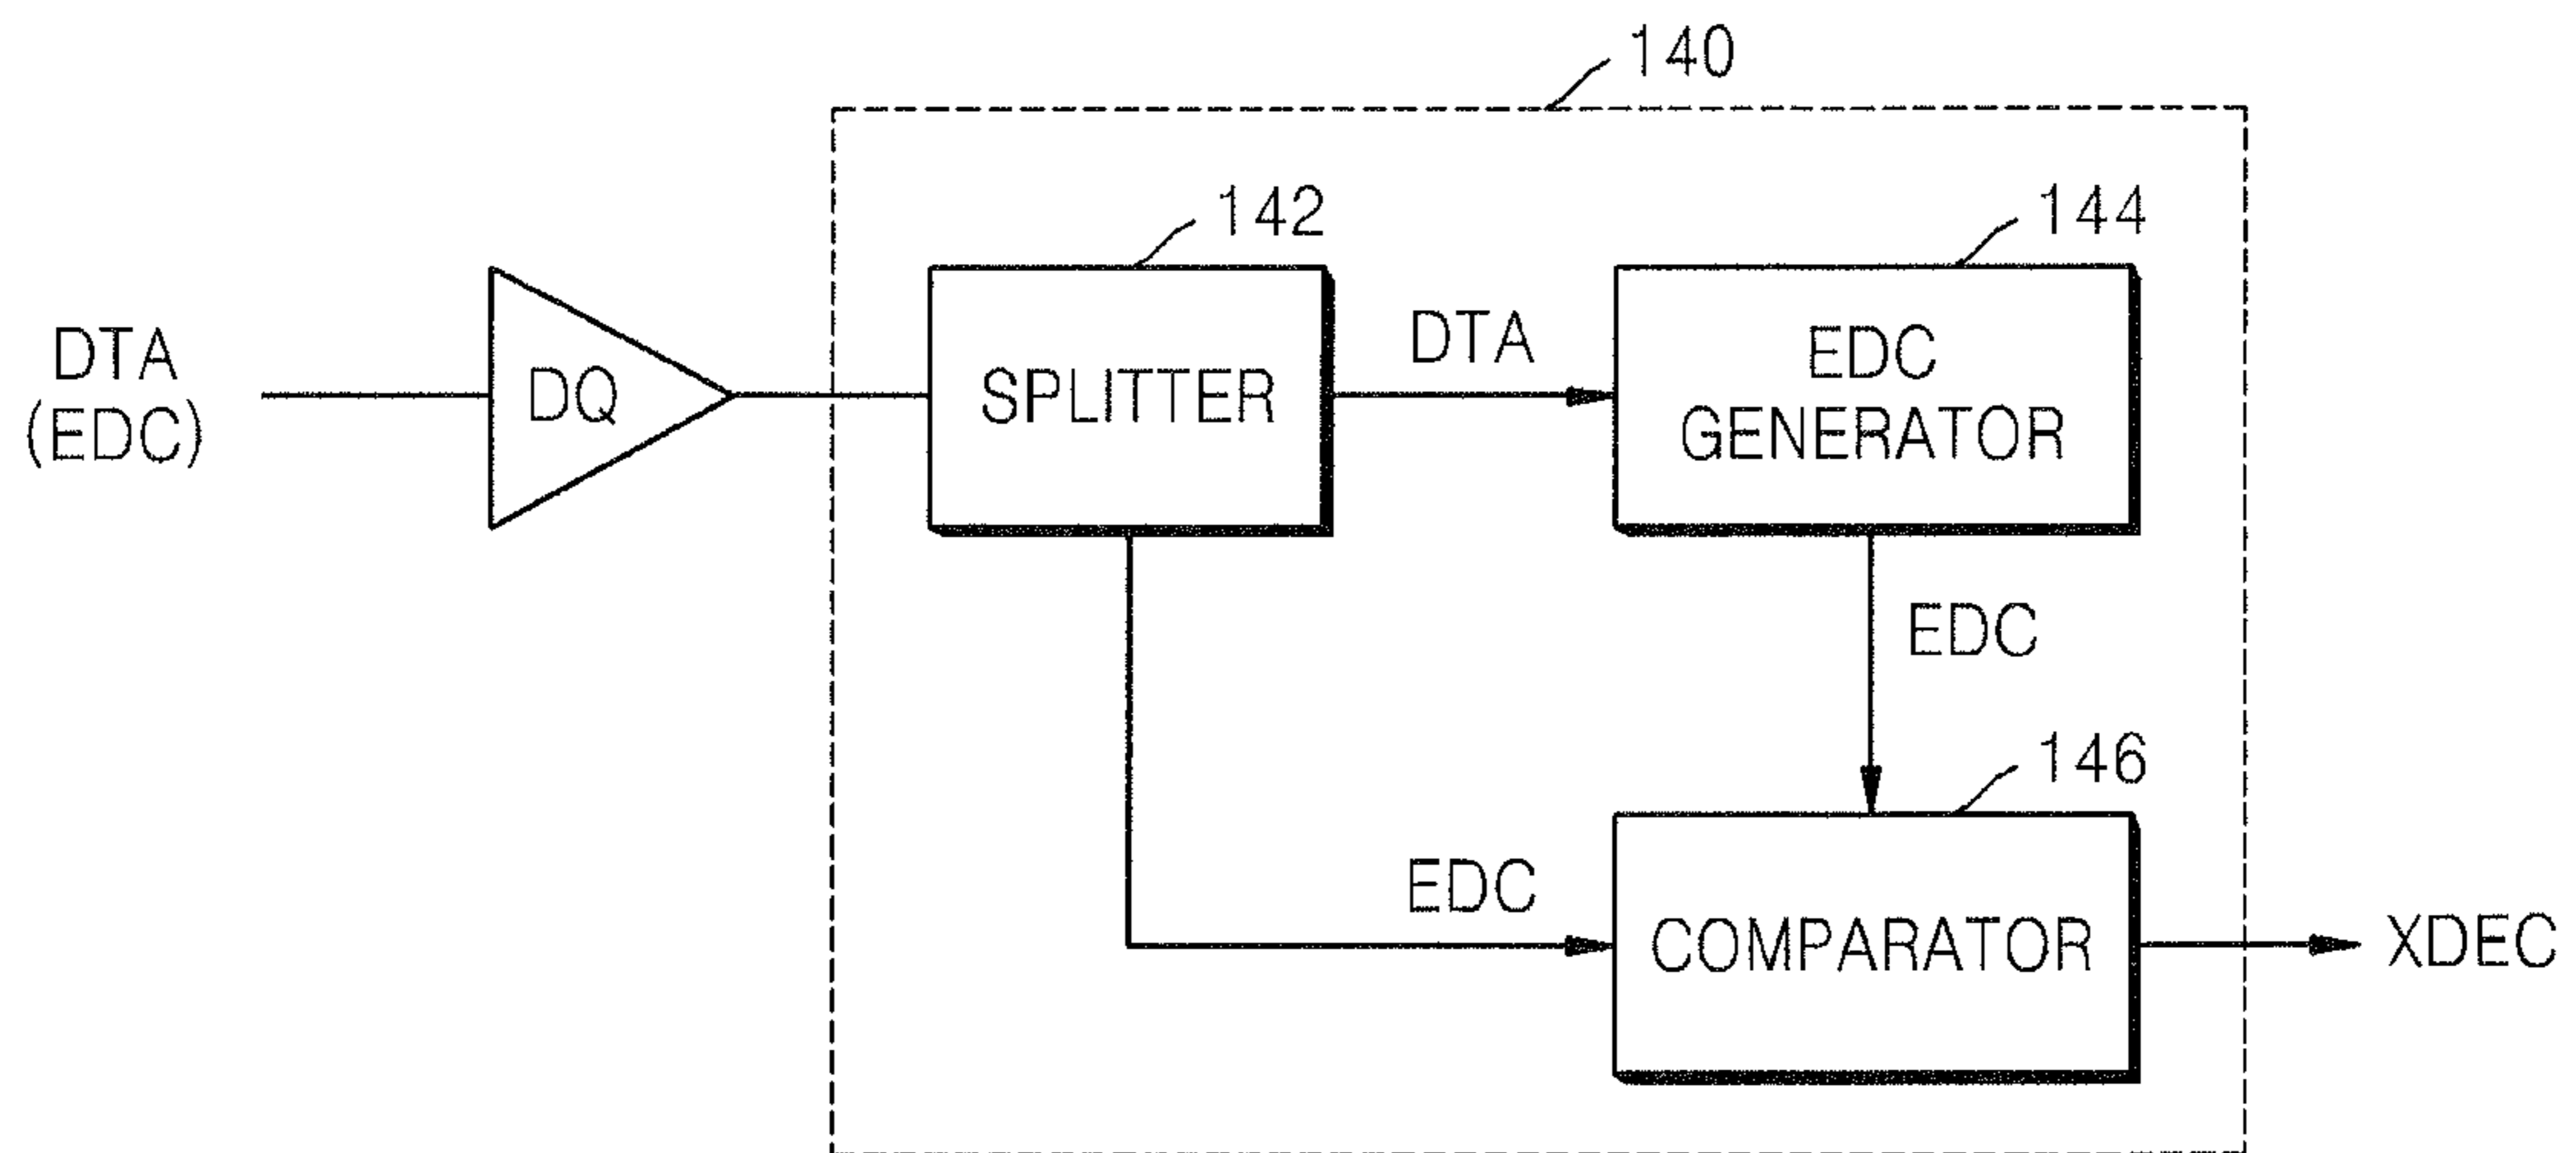 140
142
144
DTA
(EDC)
DQ
SPLITTER
DTA
EDC
GENERATOR
EDC
146
EDC
COMPARATOR
XDEC